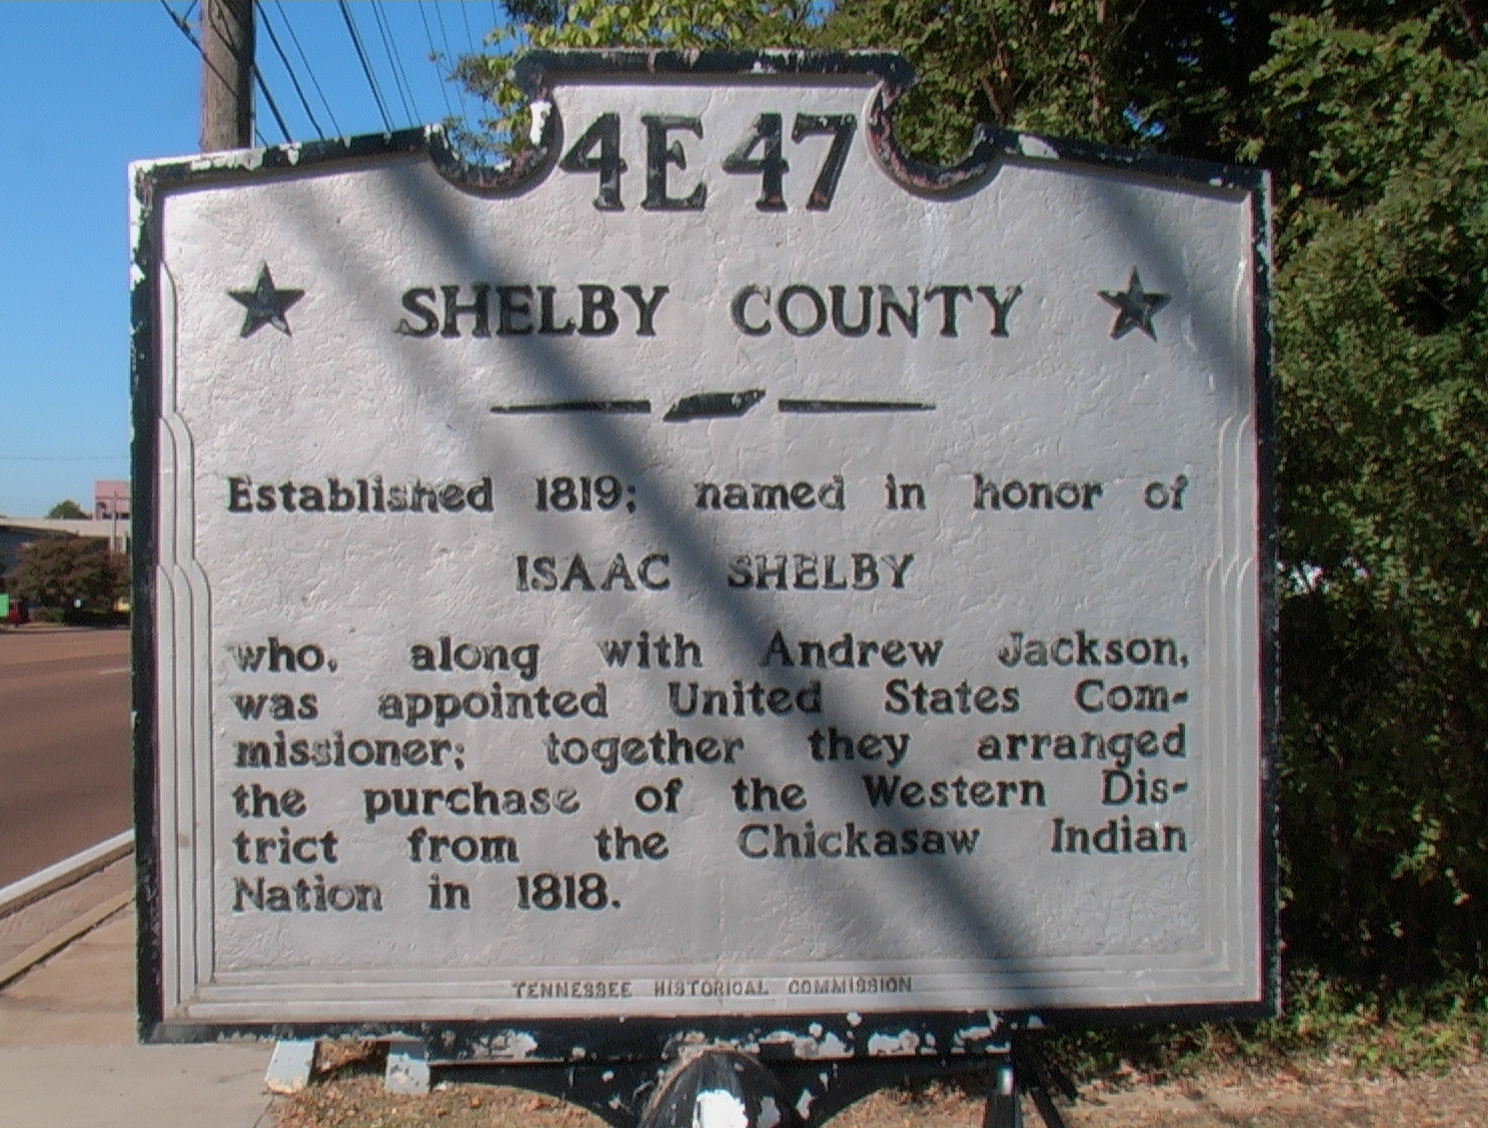 4E 47
SHELBY COUNTY
Established 1819; named in honor of
ISAAC SHELBY
who, along with Andrew Jackson,
was appointed United States Com-
missioner; together they arranged
the purchase of the Western Dis-
trict from the Chickasaw Indian
Nation in 1818.
TENNESSEE HISTORICAL COMMISSION